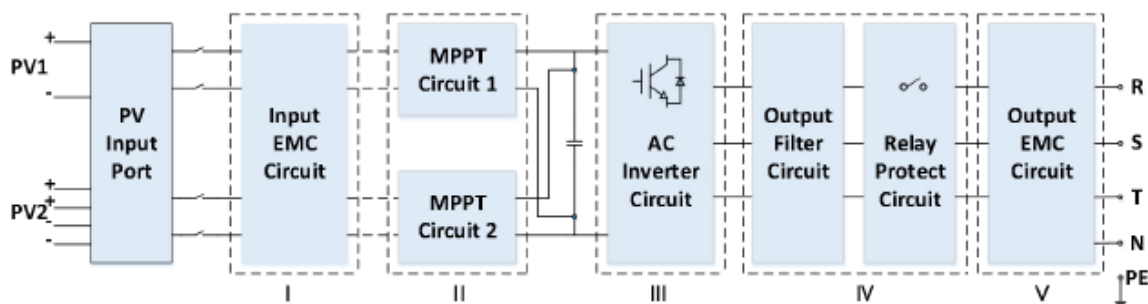 +
PV1
-
PV
Input
Port
+
+
PV2
-
-
Input
EMC
Circuit
MPPT
Circuit 1
MPPT
Circuit 2
AC
Inverter
Circuit
Output
Filter
Circuit
Relay
Protect
Circuit
Output
EMC
Circuit
R
S
T
N
PE
I
II
III
IV
V